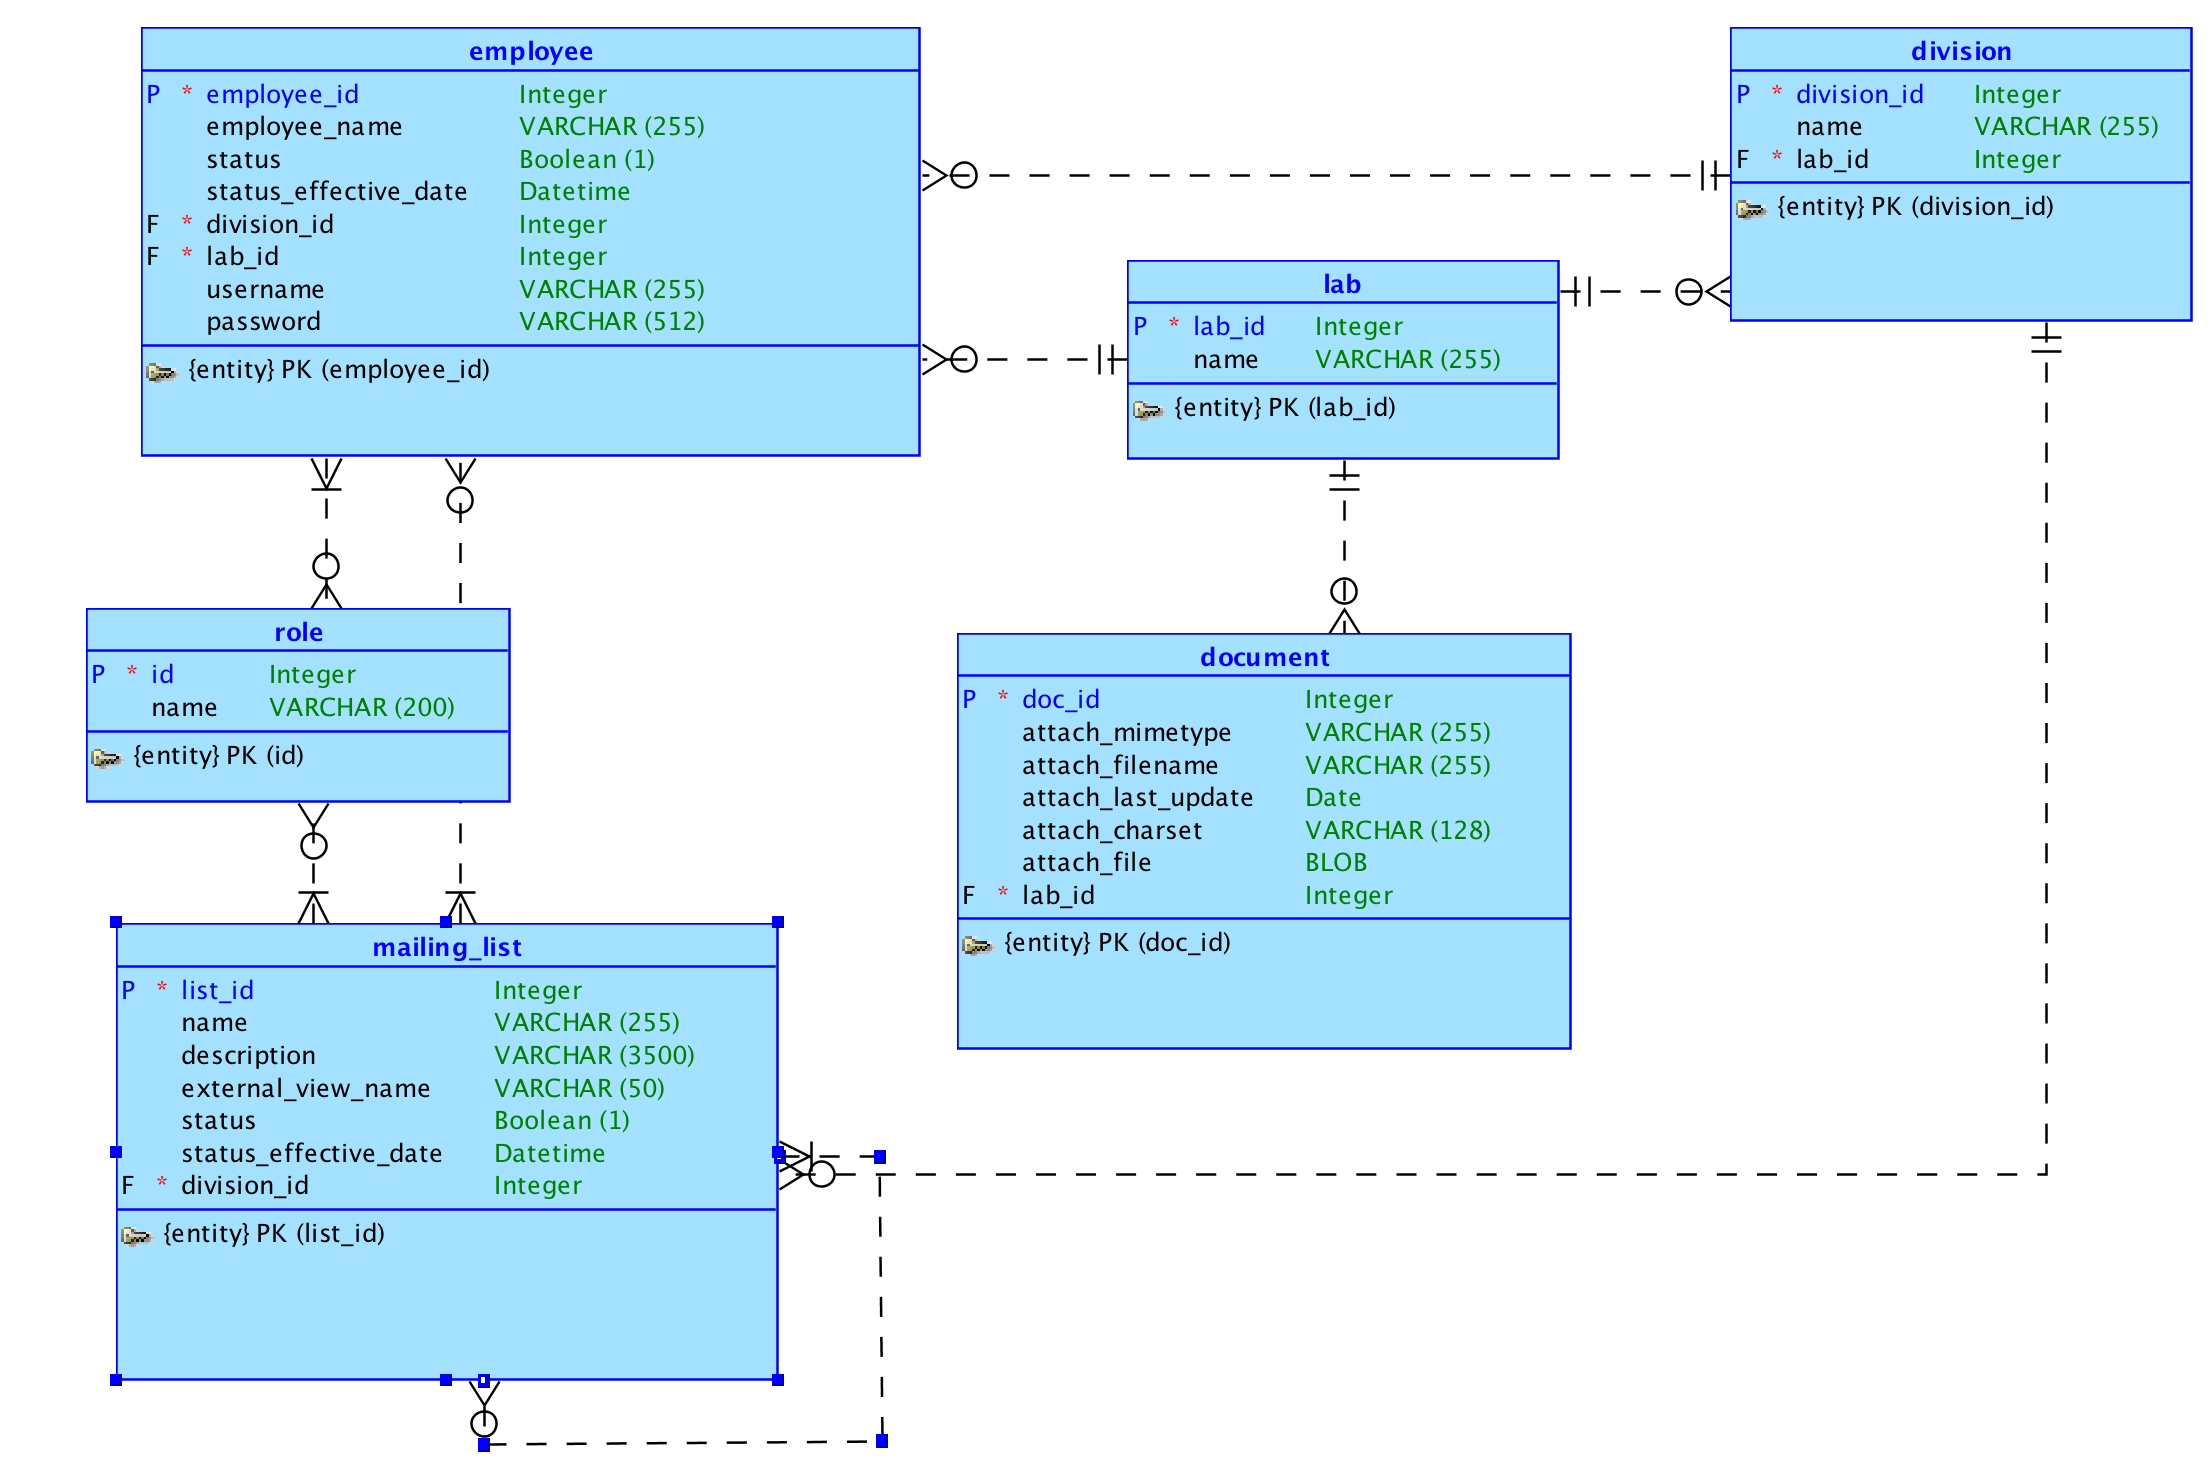 employee
P * employee_id Integer
employee_name VARCHAR (255)
status Boolean (1)
status_effective_date Datetime
F * division_id Integer
F * lab_id Integer
username VARCHAR (255)
password VARCHAR (512)
{entity} PK (employee_id)
division
P * division_id Integer
name VARCHAR (255)
F * lab_id Integer
{entity} PK (division_id)
lab
P * lab_id Integer
name VARCHAR (255)
{entity} PK (lab_id)
role
P * id Integer
name VARCHAR (200)
{entity} PK (id)
document
P * doc_id Integer
attach_mimetype VARCHAR (255)
attach_filename VARCHAR (255)
attach_last_update Date
attach_charset VARCHAR (128)
attach_file BLOB
F * lab_id Integer
{entity} PK (doc_id)
mailing_list
P * list_id Integer
name VARCHAR (255)
description VARCHAR (3500)
external_view_name VARCHAR (50)
status Boolean (1)
status_effective_date Datetime
F * division_id Integer
{entity} PK (list_id)